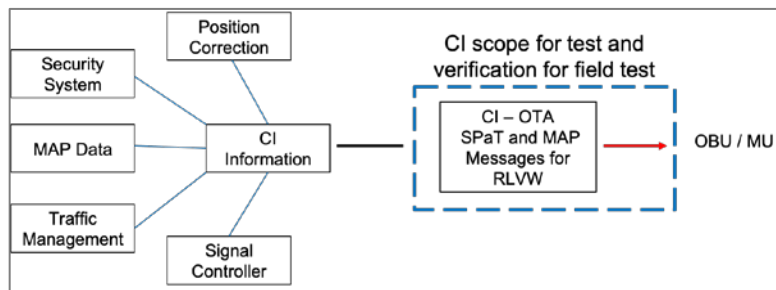 Position
Correction
Security
System
MAP Data
Traffic
Management
CI
Information
Signal
Controller
CI scope for test and
verification for field test
CI – OTA
SPaT and MAP
Messages for
RLVW
OBU / MU